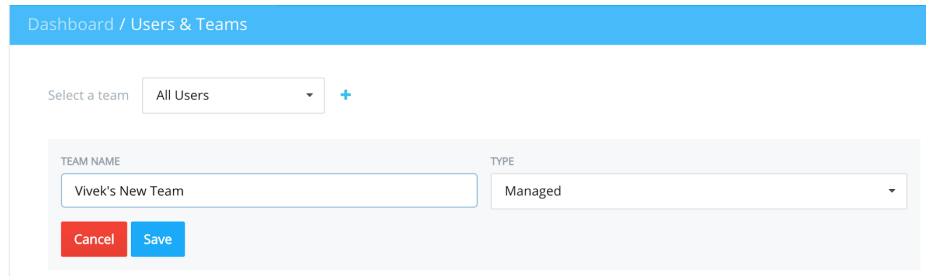 Dashboard / Users & Teams
Select a team All Users +
TEAM NAME TYPE
Vivek's New Team Managed
Cancel Save